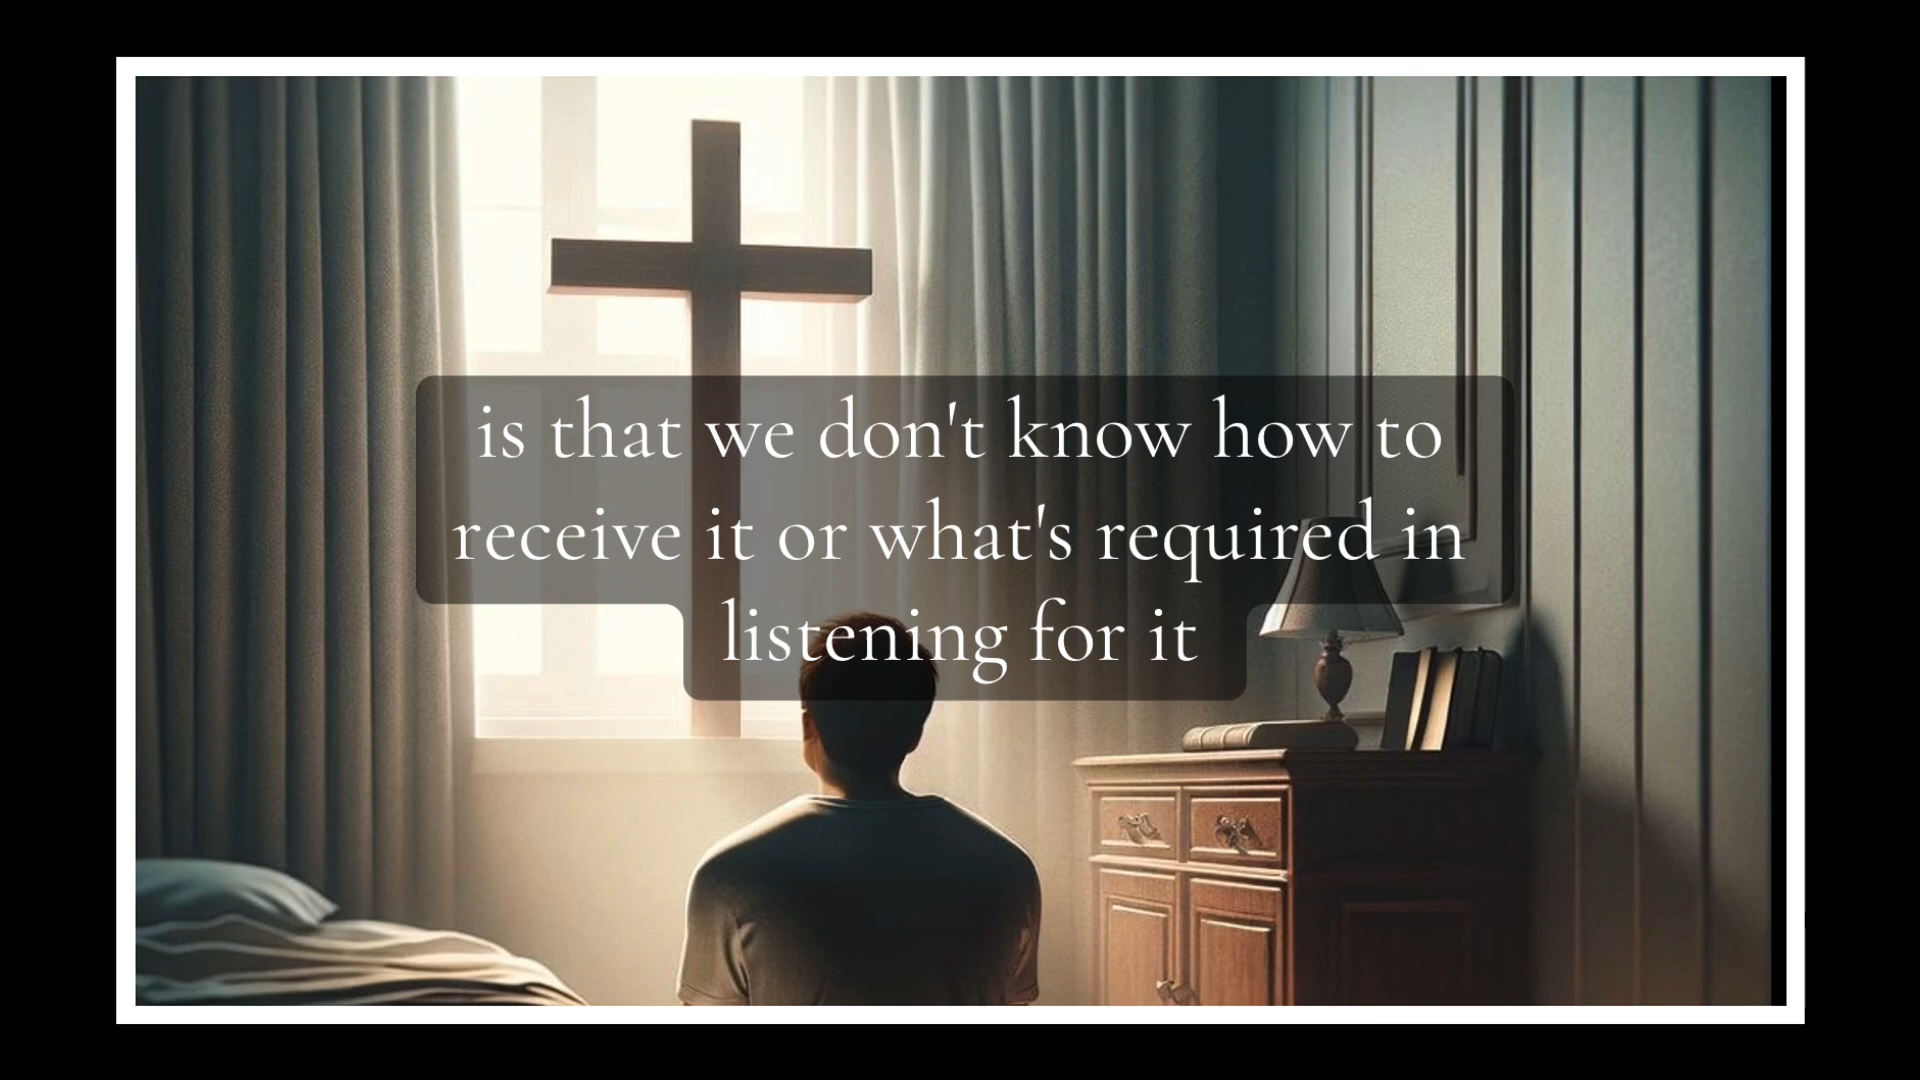 is that we don't know how to
receive it or what's required in
listening for it